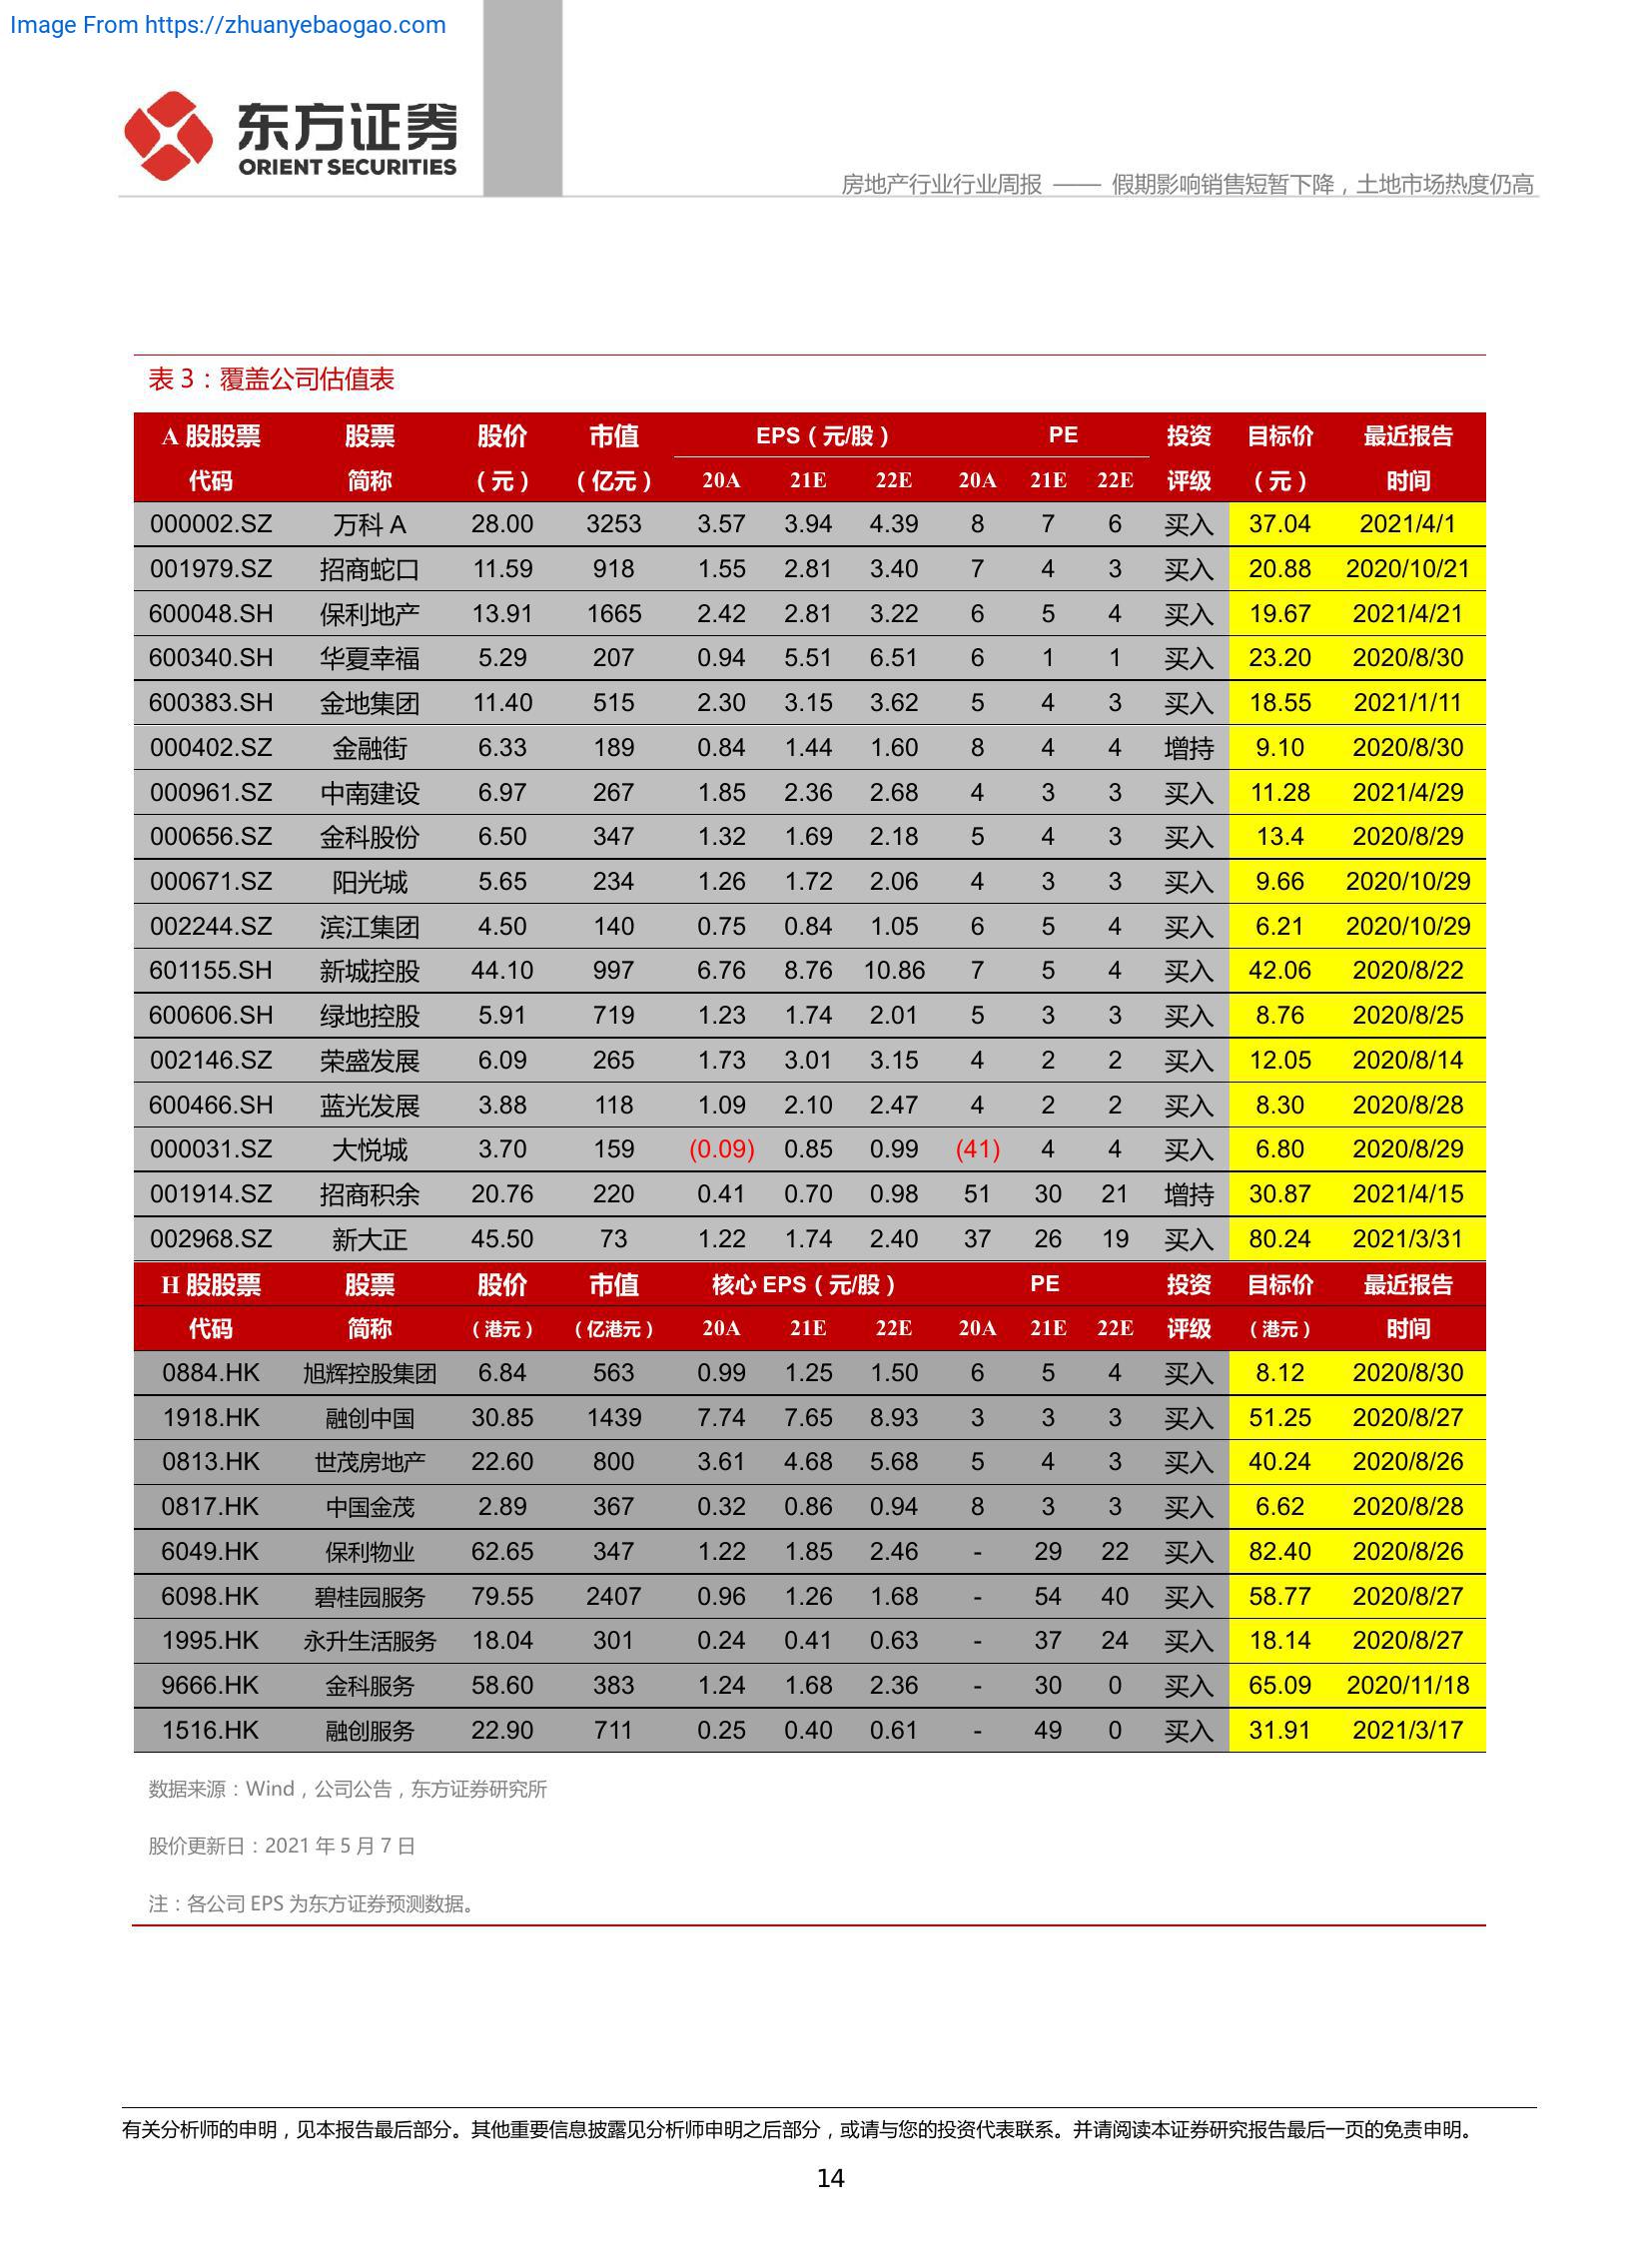 Image From https://zhuanyebaogao.com
东方证券
ORIENT SECURITIES
房地产行业行业周报 —— 假期影响销售短暂下降，土地市场热度仍高
表 3：覆盖公司估值表
A 股股票 股票 股价 市值 EPS（元/股） PE 投资 目标价 最近报告
代码 简称 （元） （亿元） 20A 21E 22E 20A 21E 22E 评级 （元） 时间
000002.SZ 万科 A 28.00 3253 3.57 3.94 4.39 8 7 6 买入 37.04 2021/4/1
001979.SZ 招商蛇口 11.59 918 1.55 2.81 3.40 7 4 3 买入 20.88 2020/10/21
600048.SH 保利地产 13.91 1665 2.42 2.81 3.22 6 5 4 买入 19.67 2021/4/21
600340.SH 华夏幸福 5.29 207 0.94 5.51 6.51 6 1 1 买入 23.20 2020/8/30
600383.SH 金地集团 11.40 515 2.30 3.15 3.62 5 4 3 买入 18.55 2021/1/11
000402.SZ 金融街 6.33 189 0.84 1.44 1.60 8 4 4 增持 9.10 2020/8/30
000961.SZ 中南建设 6.97 267 1.85 2.36 2.68 4 3 3 买入 11.28 2021/4/29
000656.SZ 金科股份 6.50 347 1.32 1.69 2.18 5 4 3 买入 13.4 2020/8/29
000671.SZ 阳光城 5.65 234 1.26 1.72 2.06 4 3 3 买入 9.66 2020/10/29
002244.SZ 滨江集团 4.50 140 0.75 0.84 1.05 6 5 4 买入 6.21 2020/10/29
601155.SH 新城控股 44.10 997 6.76 8.76 10.86 7 5 4 买入 42.06 2020/8/22
600606.SH 绿地控股 5.91 719 1.23 1.74 2.01 5 3 3 买入 8.76 2020/8/25
002146.SZ 荣盛发展 6.09 265 1.73 3.01 3.15 4 2 2 买入 12.05 2020/8/14
600466.SH 蓝光发展 3.88 118 1.09 2.10 2.47 4 2 2 买入 8.30 2020/8/28
000031.SZ 大悦城 3.70 159 (0.09) 0.85 0.99 (41) 4 4 买入 6.80 2020/8/29
001914.SZ 招商积余 20.76 220 0.41 0.70 0.98 51 30 21 增持 30.87 2021/4/15
002968.SZ 新大正 45.50 73 1.22 1.74 2.40 37 26 19 买入 80.24 2021/3/31
H 股股票 股票 股价 市值 核心 EPS（元/股） PE 投资 目标价 最近报告
代码 简称 （港元） （亿港元） 20A 21E 22E 20A 21E 22E 评级 （港元） 时间
0884.HK 旭辉控股集团 6.84 563 0.99 1.25 1.50 6 5 4 买入 8.12 2020/8/30
1918.HK 融创中国 30.85 1439 7.74 7.65 8.93 3 3 3 买入 51.25 2020/8/27
0813.HK 世茂房地产 22.60 800 3.61 4.68 5.68 5 4 3 买入 40.24 2020/8/26
0817.HK 中国金茂 2.89 367 0.32 0.86 0.94 8 3 3 买入 6.62 2020/8/28
6049.HK 保利物业 62.65 347 1.22 1.85 2.46 - 29 22 买入 82.40 2020/8/26
6098.HK 碧桂园服务 79.55 2407 0.96 1.26 1.68 - 54 40 买入 58.77 2020/8/27
1995.HK 永升生活服务 18.04 301 0.24 0.41 0.63 - 37 24 买入 18.14 2020/8/27
9666.HK 金科服务 58.60 383 1.24 1.68 2.36 - 30 0 买入 65.09 2020/11/18
1516.HK 融创服务 22.90 711 0.25 0.40 0.61 - 49 0 买入 31.91 2021/3/17
数据来源：Wind，公司公告，东方证券研究所
股价更新日：2021 年 5 月 7 日
注：各公司 EPS 为东方证券预测数据。
有关分析师的申明，见本报告最后部分。其他重要信息披露见分析师申明之后部分，或请与您的投资代表联系。并请阅读本证券研究报告最后一页的免责申明。
14